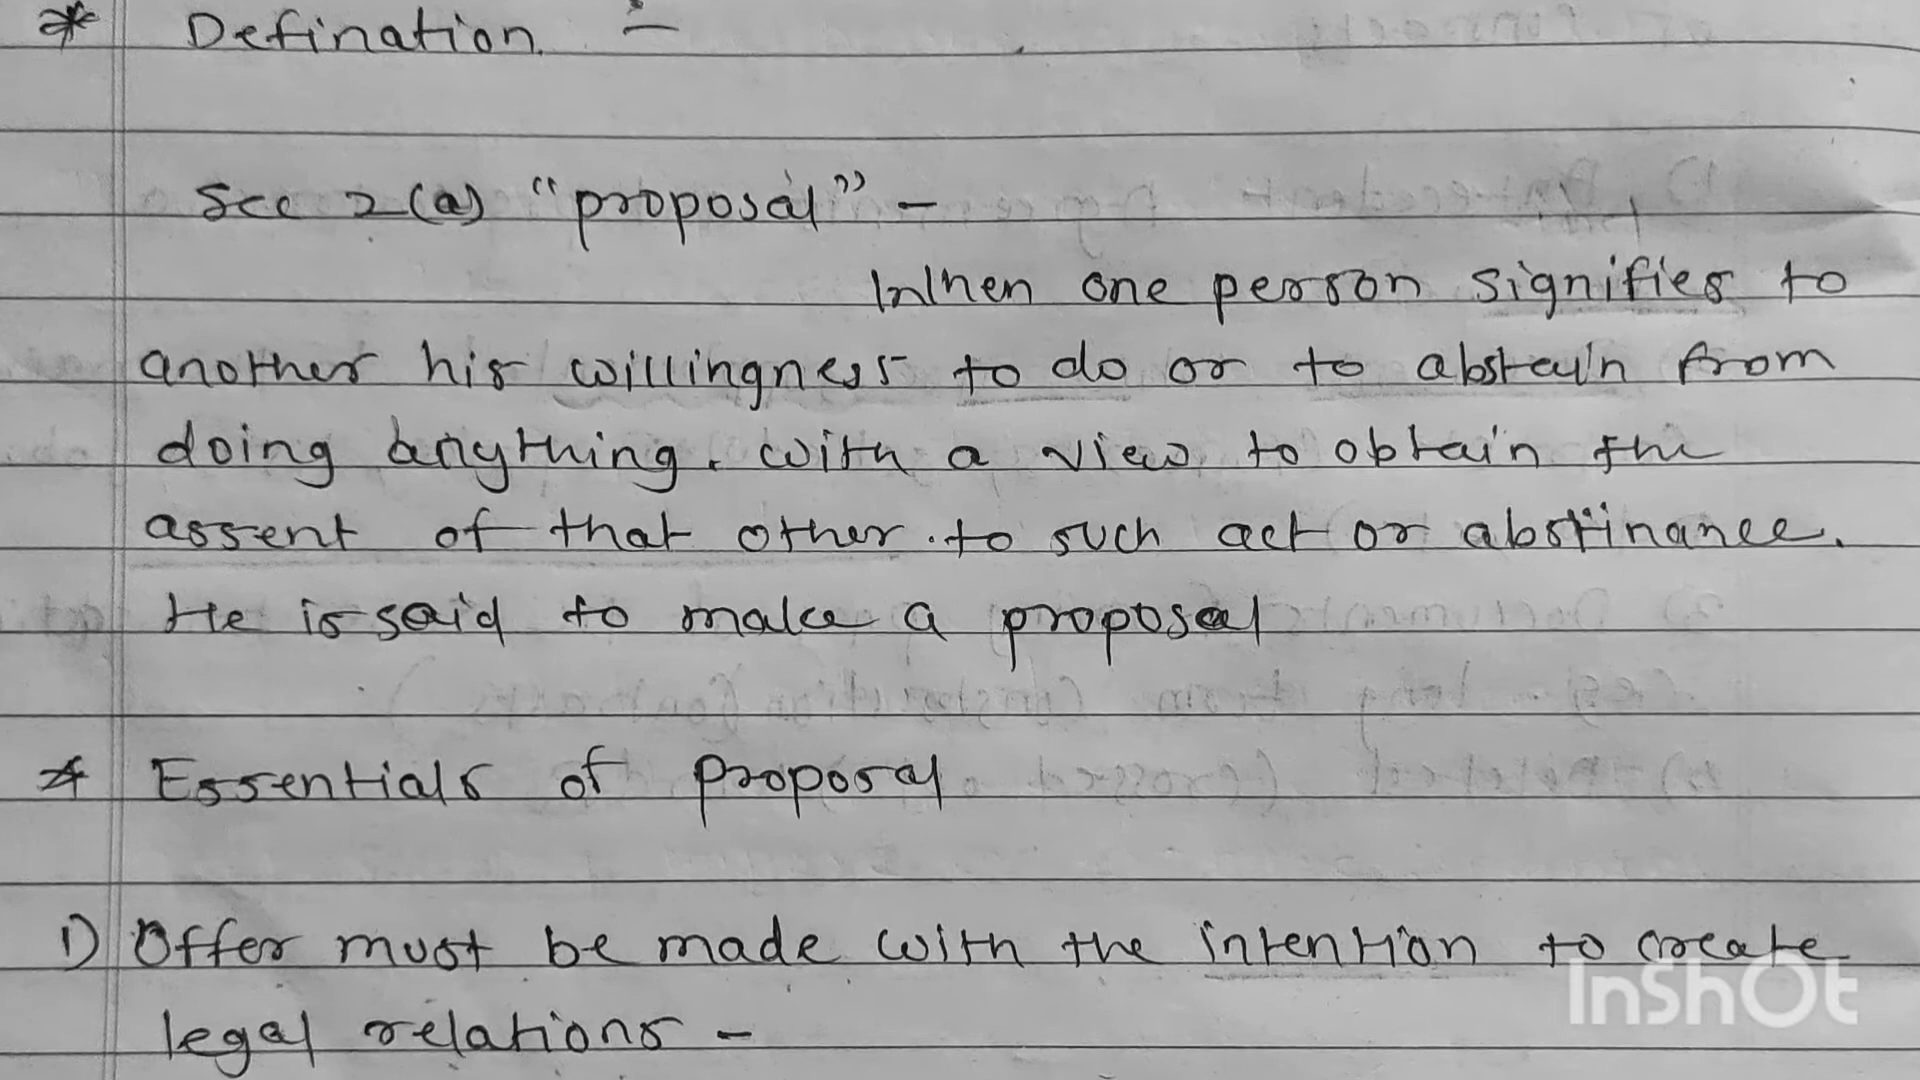 * Defination :-
Sec 2(a) "proposal" -
When one person signifies to
another his willingness to do or to abstain from
doing anything. with a view to obtain the
assent of that other. to such act or abstinance.
He is said to make a proposal
* Essentials of proposal
1) Offer must be made with the intention to create
legal relations -
InShOt